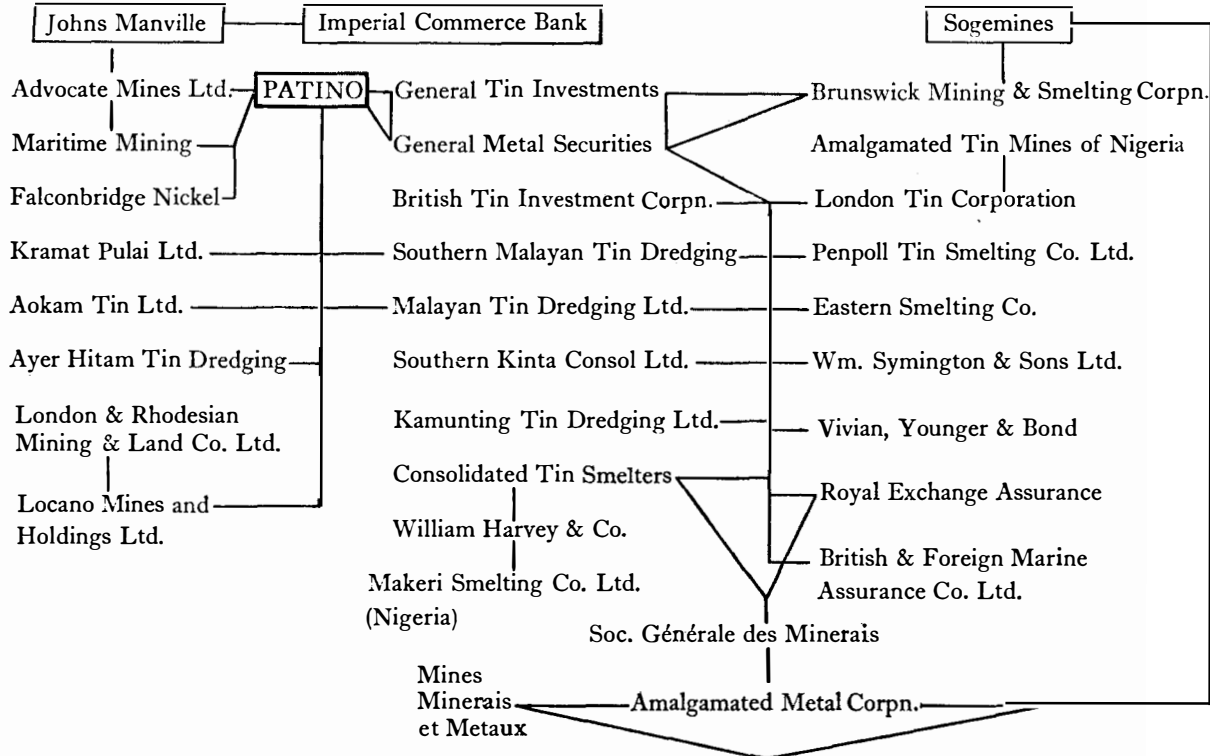 Johns Manville
Imperial Commerce Bank
Sogemines
Advocate Mines Ltd.
PATINO
General Tin Investments
Brunswick Mining & Smelting Corpn.
Maritime Mining
General Metal Securities
Amalgamated Tin Mines of Nigeria
Falconbridge Nickel
British Tin Investment Corpn.
London Tin Corporation
Kramat Pulai Ltd.
Southern Malayan Tin Dredging
Penpoll Tin Smelting Co. Ltd.
Aokam Tin Ltd.
Malayan Tin Dredging Ltd.
Eastern Smelting Co.
Ayer Hitam Tin Dredging
Southern Kinta Consol Ltd.
Wm. Symington & Sons Ltd.
London & Rhodesian
Mining & Land Co. Ltd.
Kamunting Tin Dredging Ltd.
Vivian, Younger & Bond
Consolidated Tin Smelters
Royal Exchange Assurance
Locano Mines and
Holdings Ltd.
William Harvey & Co.
British & Foreign Marine
Assurance Co. Ltd.
Makeri Smelting Co. Ltd.
(Nigeria)
Soc. Générale des Minerais
Mines
Minerais
et Metaux
Amalgamated Metal Corpn.